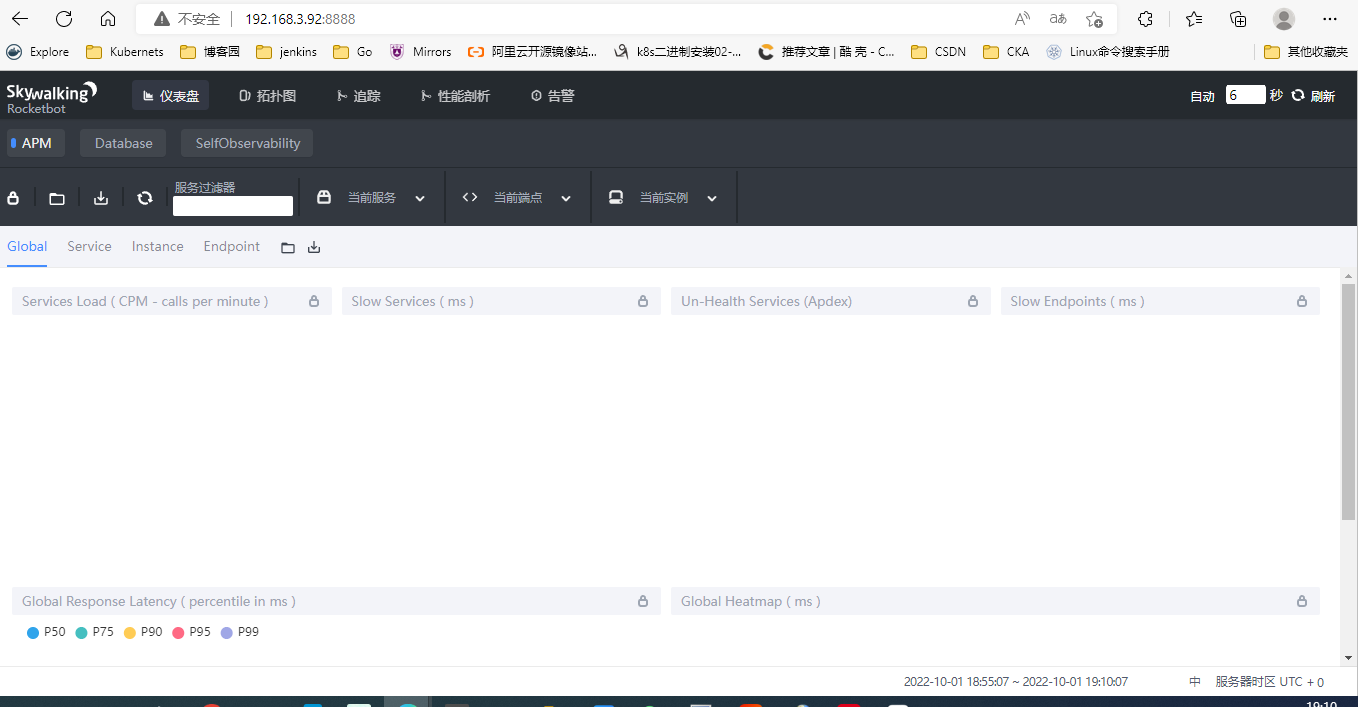 不安全 192.168.3.92:8888 A aあ
Explore Kubernets 博客园 jenkins Go Mirrors 阿里云开源镜像站... k8s二进制安装02-... 推荐文章 | 酷 壳 - C... CSDN CKA Linux命令搜索手册 其他收藏夹
Skywalking 仪表盘 拓扑图 追踪 性能剖析 告警 自动 6 秒 刷新
Rocketbot
APM Database SelfObservability
服务过滤器
当前服务 当前端点 当前实例
Global Service Instance Endpoint
Services Load ( CPM - calls per minute ) Slow Services ( ms ) Un-Health Services (Apdex) Slow Endpoints ( ms )
Global Response Latency ( percentile in ms ) Global Heatmap ( ms )
P50 P75 P90 P95 P99
2022-10-01 18:55:07 ~ 2022-10-01 19:10:07 中 服务器时区 UTC + 0
19:10